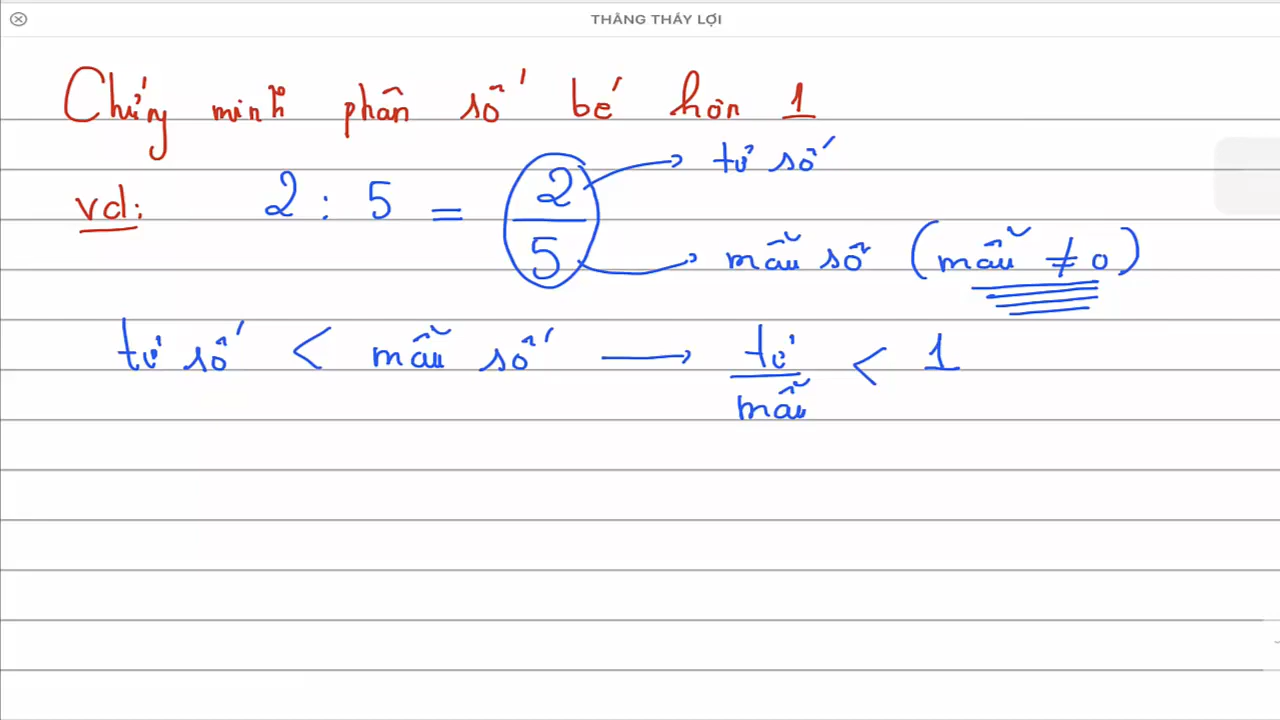 THẮNG THẦY LỢI
Chứng minh phân số bé hơn 1
vd: 2 : 5 = 2/5
tử số
mẫu số (mẫu ≠ 0)
tử số < mẫu số → tử/mẫu < 1